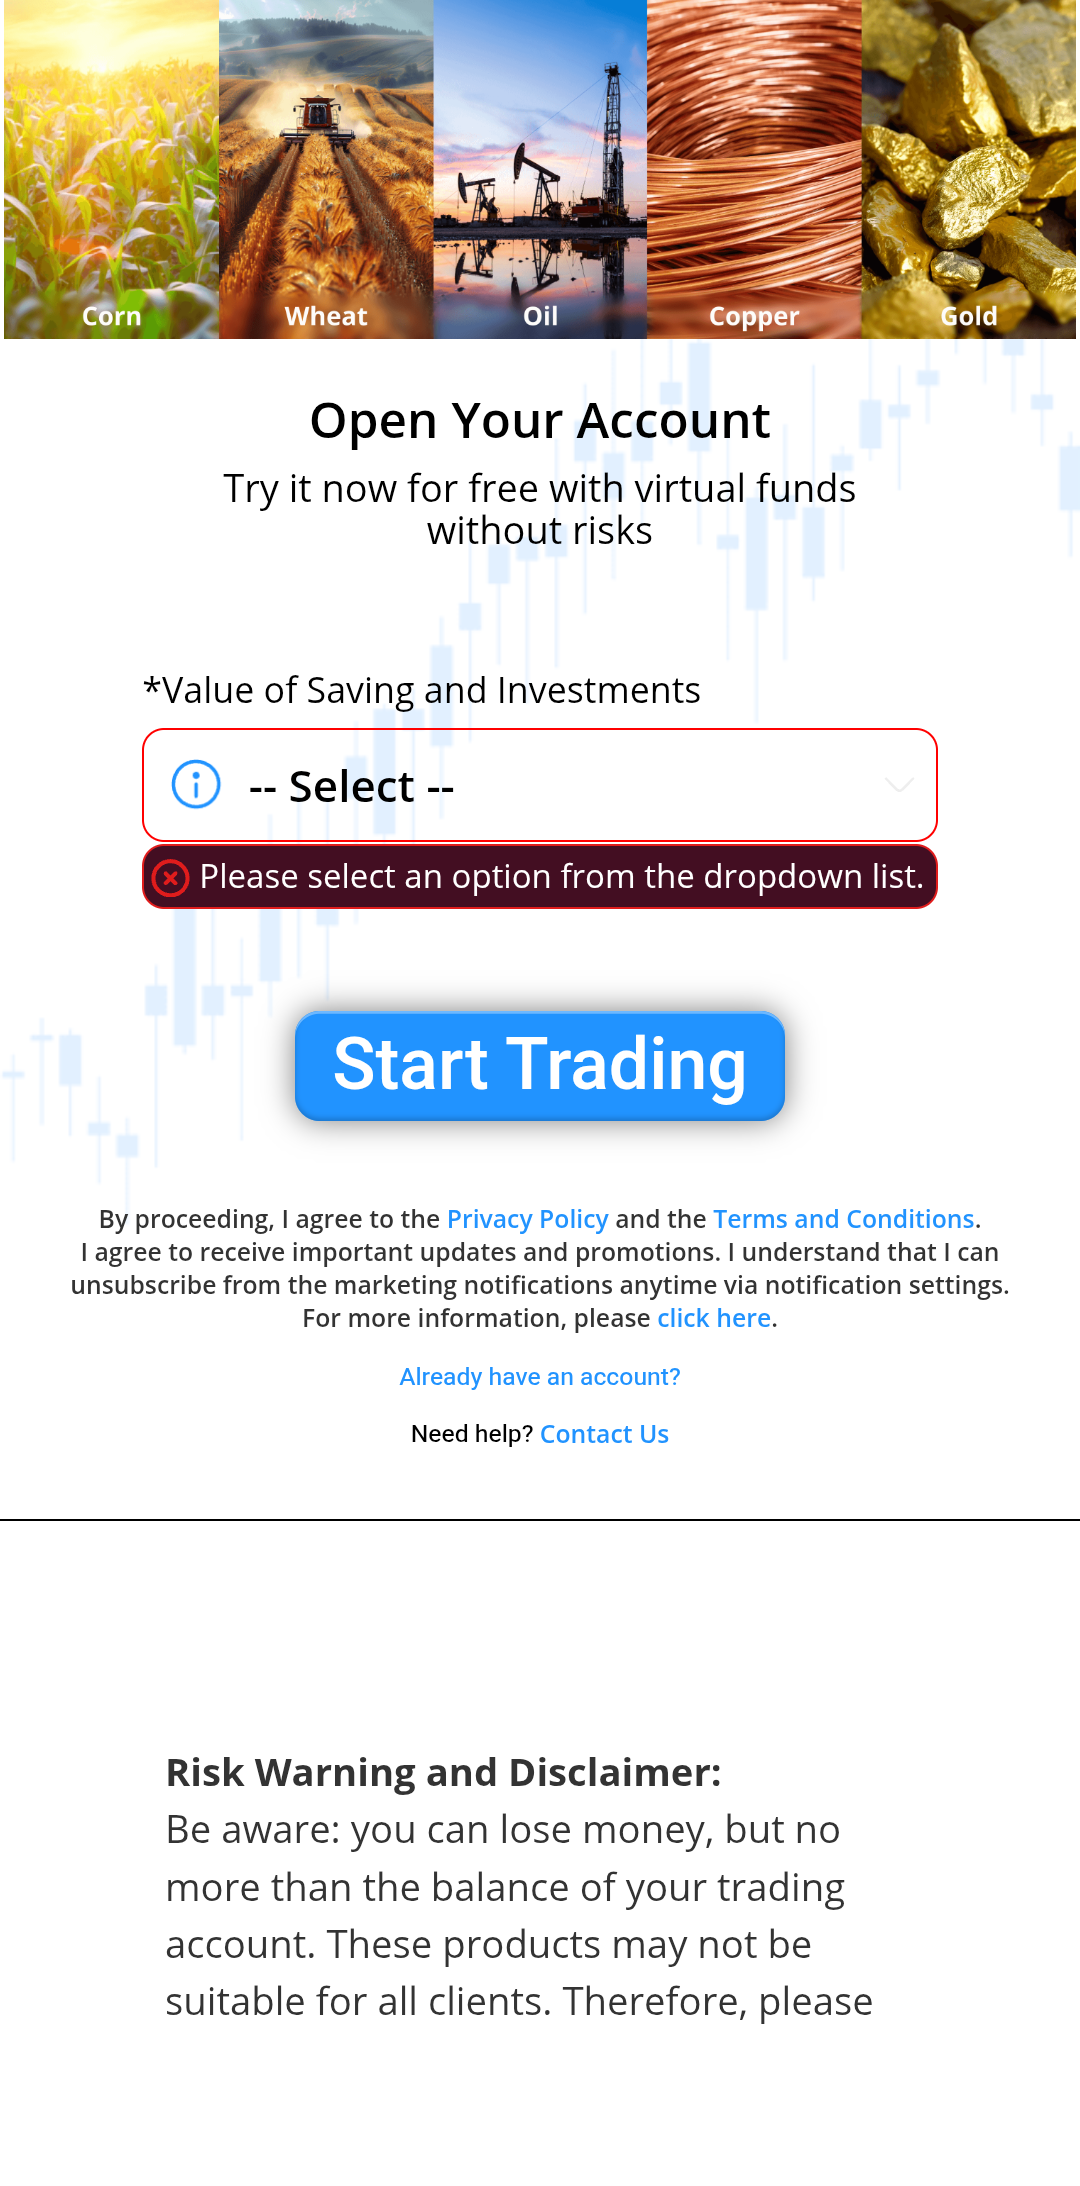 Corn
Wheat
Oil
Copper
Gold
Open Your Account
Try it now for free with virtual funds
without risks
*Value of Saving and Investments
-- Select --
Please select an option from the dropdown list.
Start Trading
By proceeding, I agree to the Privacy Policy and the Terms and Conditions.
I agree to receive important updates and promotions. I understand that I can
unsubscribe from the marketing notifications anytime via notification settings.
For more information, please click here.
Already have an account?
Need help? Contact Us
Risk Warning and Disclaimer:
Be aware: you can lose money, but no
more than the balance of your trading
account. These products may not be
suitable for all clients. Therefore, please